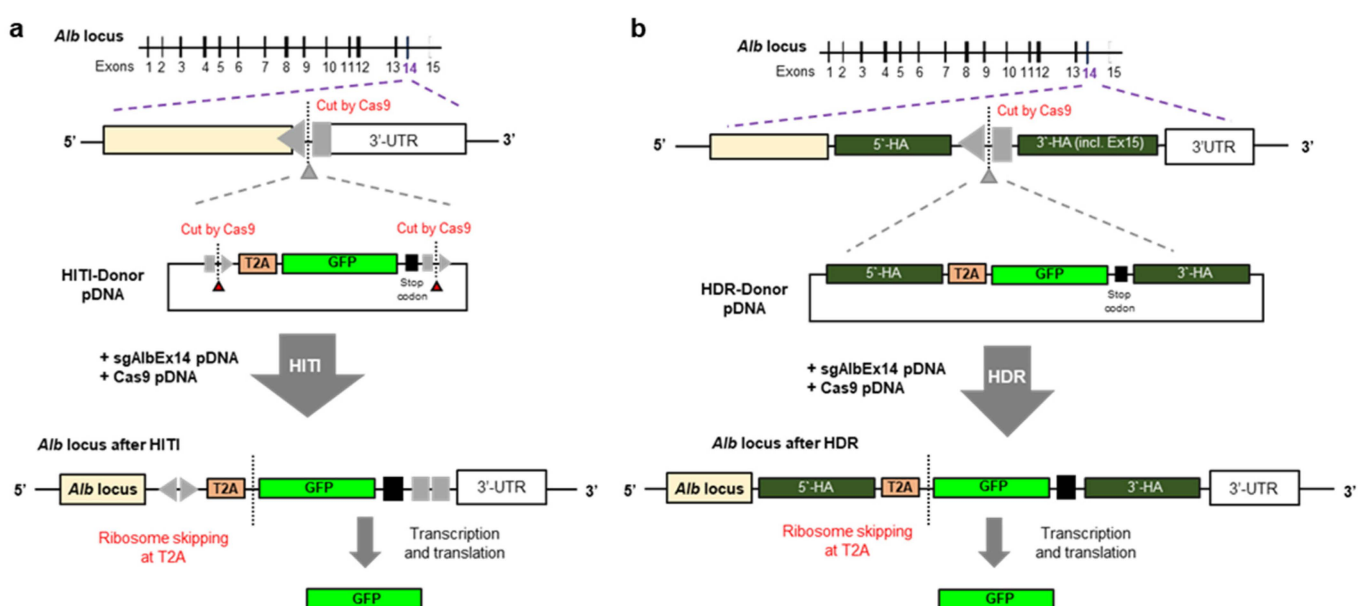 a
Alb locus
Exons 1 2 3 4 5 6 7 8 9 10 11 12 13 14 15
Cut by Cas9
5' 3'-UTR 3'
Cut by Cas9 Cut by Cas9
HITI-Donor
pDNA
T2A GFP
Stop
codon
+ sgAlbEx14 pDNA
+ Cas9 pDNA
HITI
Alb locus after HITI
5' Alb locus T2A GFP 3'-UTR 3'
Ribosome skipping
at T2A
Transcription
and translation
GFP
b
Alb locus
Exons 1 2 3 4 5 6 7 8 9 10 11 12 13 14 15
Cut by Cas9
5' 5'-HA 3'-HA (incl. Ex15) 3'UTR 3'
HDR-Donor
pDNA
5'-HA T2A GFP 3'-HA
Stop
codon
+ sgAlbEx14 pDNA
+ Cas9 pDNA
HDR
Alb locus after HDR
5' Alb locus 5'-HA T2A GFP 3'-HA 3'-UTR 3'
Ribosome skipping
at T2A
Transcription
and translation
GFP